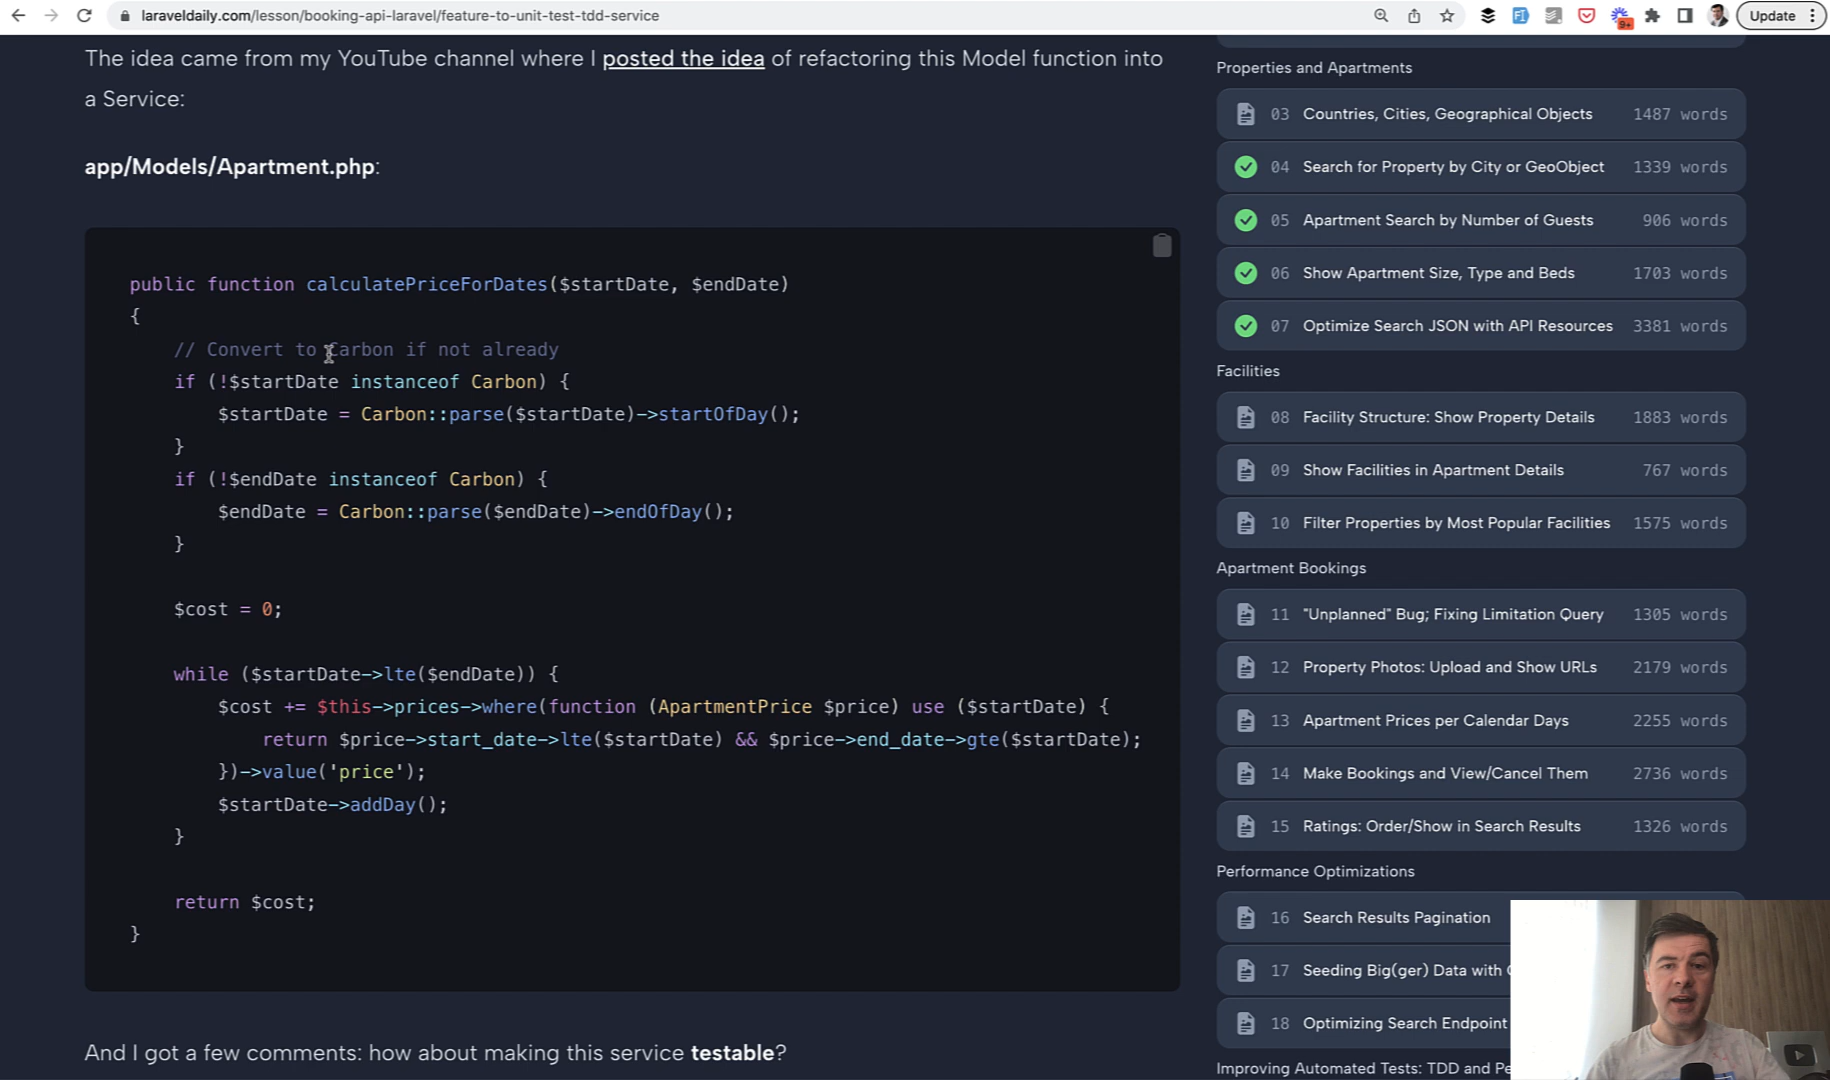 laraveldaily.com/lesson/booking-api-laravel/feature-to-unit-test-tdd-service
9+
Update
The idea came from my YouTube channel where I posted the idea of refactoring this Model function into
a Service:
app/Models/Apartment.php:
public function calculatePriceForDates($startDate, $endDate)
{
    // Convert to Carbon if not already
    if (!$startDate instanceof Carbon) {
        $startDate = Carbon::parse($startDate)->startOfDay();
    }
    if (!$endDate instanceof Carbon) {
        $endDate = Carbon::parse($endDate)->endOfDay();
    }
    $cost = 0;
    while ($startDate->lte($endDate)) {
        $cost += $this->prices->where(function (ApartmentPrice $price) use ($startDate) {
            return $price->start_date->lte($startDate) && $price->end_date->gte($startDate);
        })->value('price');
        $startDate->addDay();
    }
    return $cost;
}
And I got a few comments: how about making this service testable?
Properties and Apartments
03 Countries, Cities, Geographical Objects 1487 words
04 Search for Property by City or GeoObject 1339 words
05 Apartment Search by Number of Guests 906 words
06 Show Apartment Size, Type and Beds 1703 words
07 Optimize Search JSON with API Resources 3381 words
Facilities
08 Facility Structure: Show Property Details 1883 words
09 Show Facilities in Apartment Details 767 words
10 Filter Properties by Most Popular Facilities 1575 words
Apartment Bookings
11 "Unplanned" Bug; Fixing Limitation Query 1305 words
12 Property Photos: Upload and Show URLs 2179 words
13 Apartment Prices per Calendar Days 2255 words
14 Make Bookings and View/Cancel Them 2736 words
15 Ratings: Order/Show in Search Results 1326 words
Performance Optimizations
16 Search Results Pagination
17 Seeding Big(ger) Data with
18 Optimizing Search Endpoint
Improving Automated Tests: TDD and